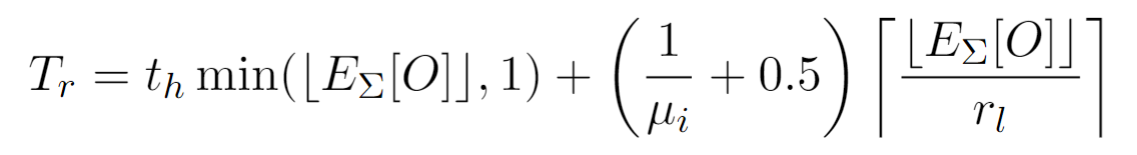 T_r = t_h min(⌊E_Σ[O]⌋, 1) + (1/μ_i + 0.5) ⌈⌊E_Σ[O]⌋/r_l⌉